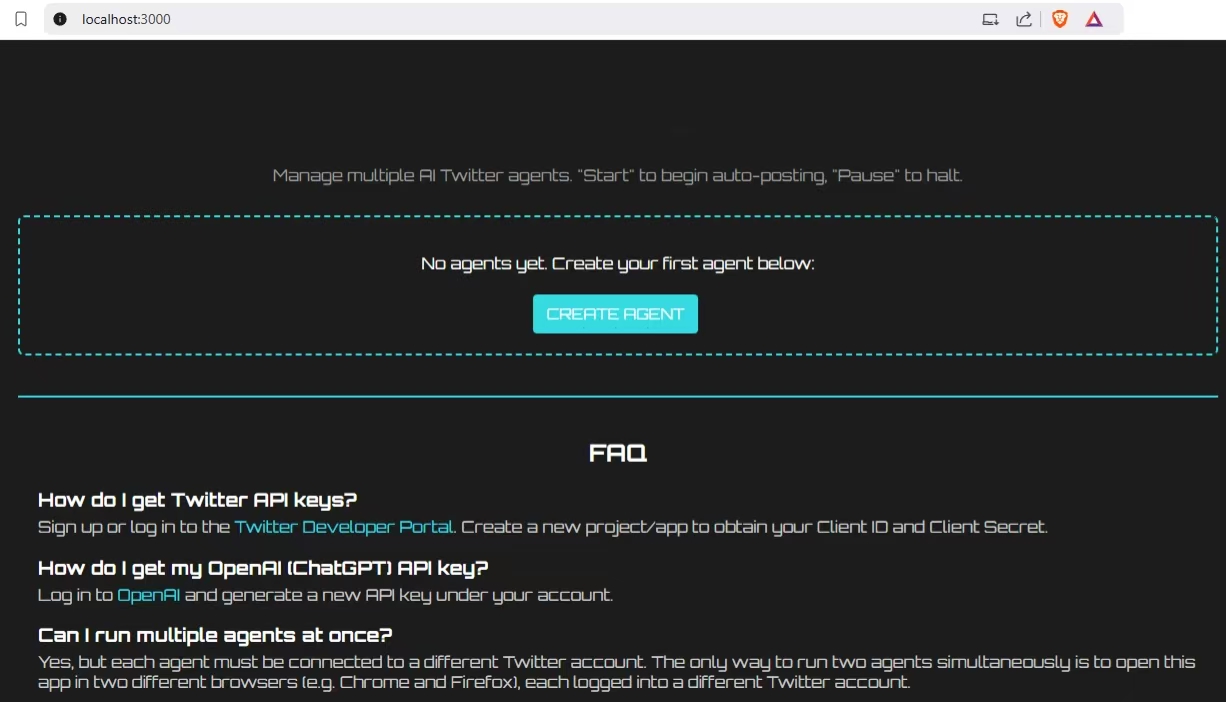 localhost:3000
Manage multiple AI Twitter agents. "Start" to begin auto-posting, "Pause" to halt.
No agents yet. Create your first agent below:
CREATE AGENT
FAQ
How do I get Twitter API keys?
Sign up or log in to the Twitter Developer Portal. Create a new project/app to obtain your Client ID and Client Secret.
How do I get my OpenAI (ChatGPT) API key?
Log in to OpenAI and generate a new API key under your account.
Can I run multiple agents at once?
Yes, but each agent must be connected to a different Twitter account. The only way to run two agents simultaneously is to open this
app in two different browsers (e.g. Chrome and Firefox), each logged into a different Twitter account.